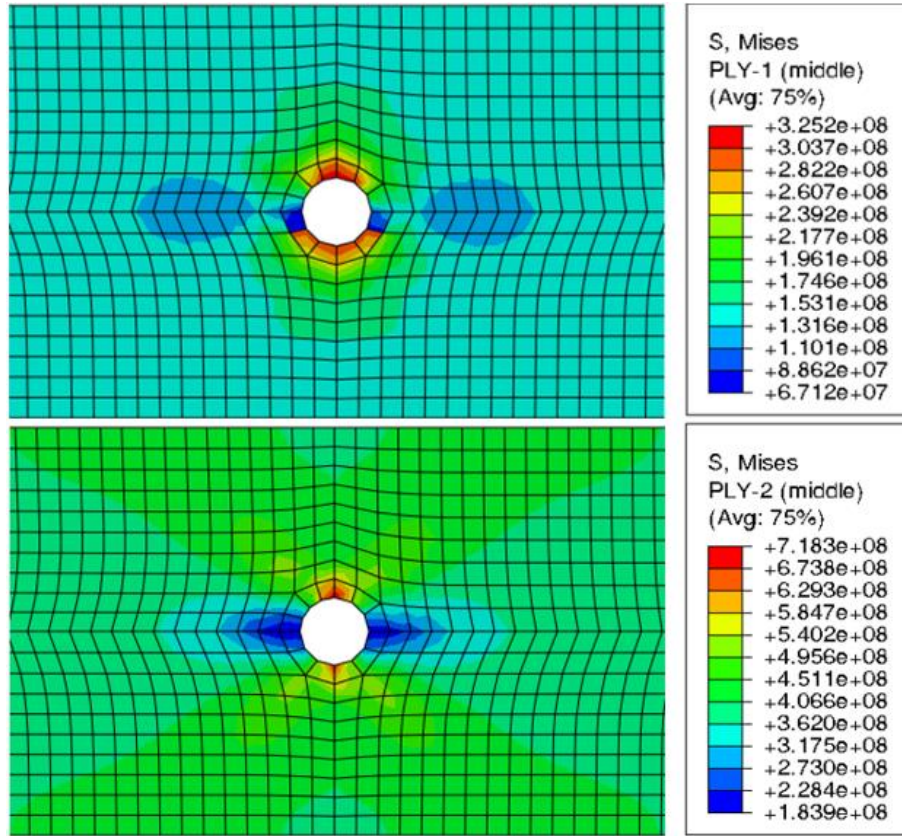 S, Mises
PLY-1 (middle)
(Avg: 75%)
+3.252e+08
+3.037e+08
+2.822e+08
+2.607e+08
+2.392e+08
+2.177e+08
+1.961e+08
+1.746e+08
+1.531e+08
+1.316e+08
+1.101e+08
+8.862e+07
+6.712e+07
S, Mises
PLY-2 (middle)
(Avg: 75%)
+7.183e+08
+6.738e+08
+6.293e+08
+5.847e+08
+5.402e+08
+4.956e+08
+4.511e+08
+4.066e+08
+3.620e+08
+3.175e+08
+2.730e+08
+2.284e+08
+1.839e+08